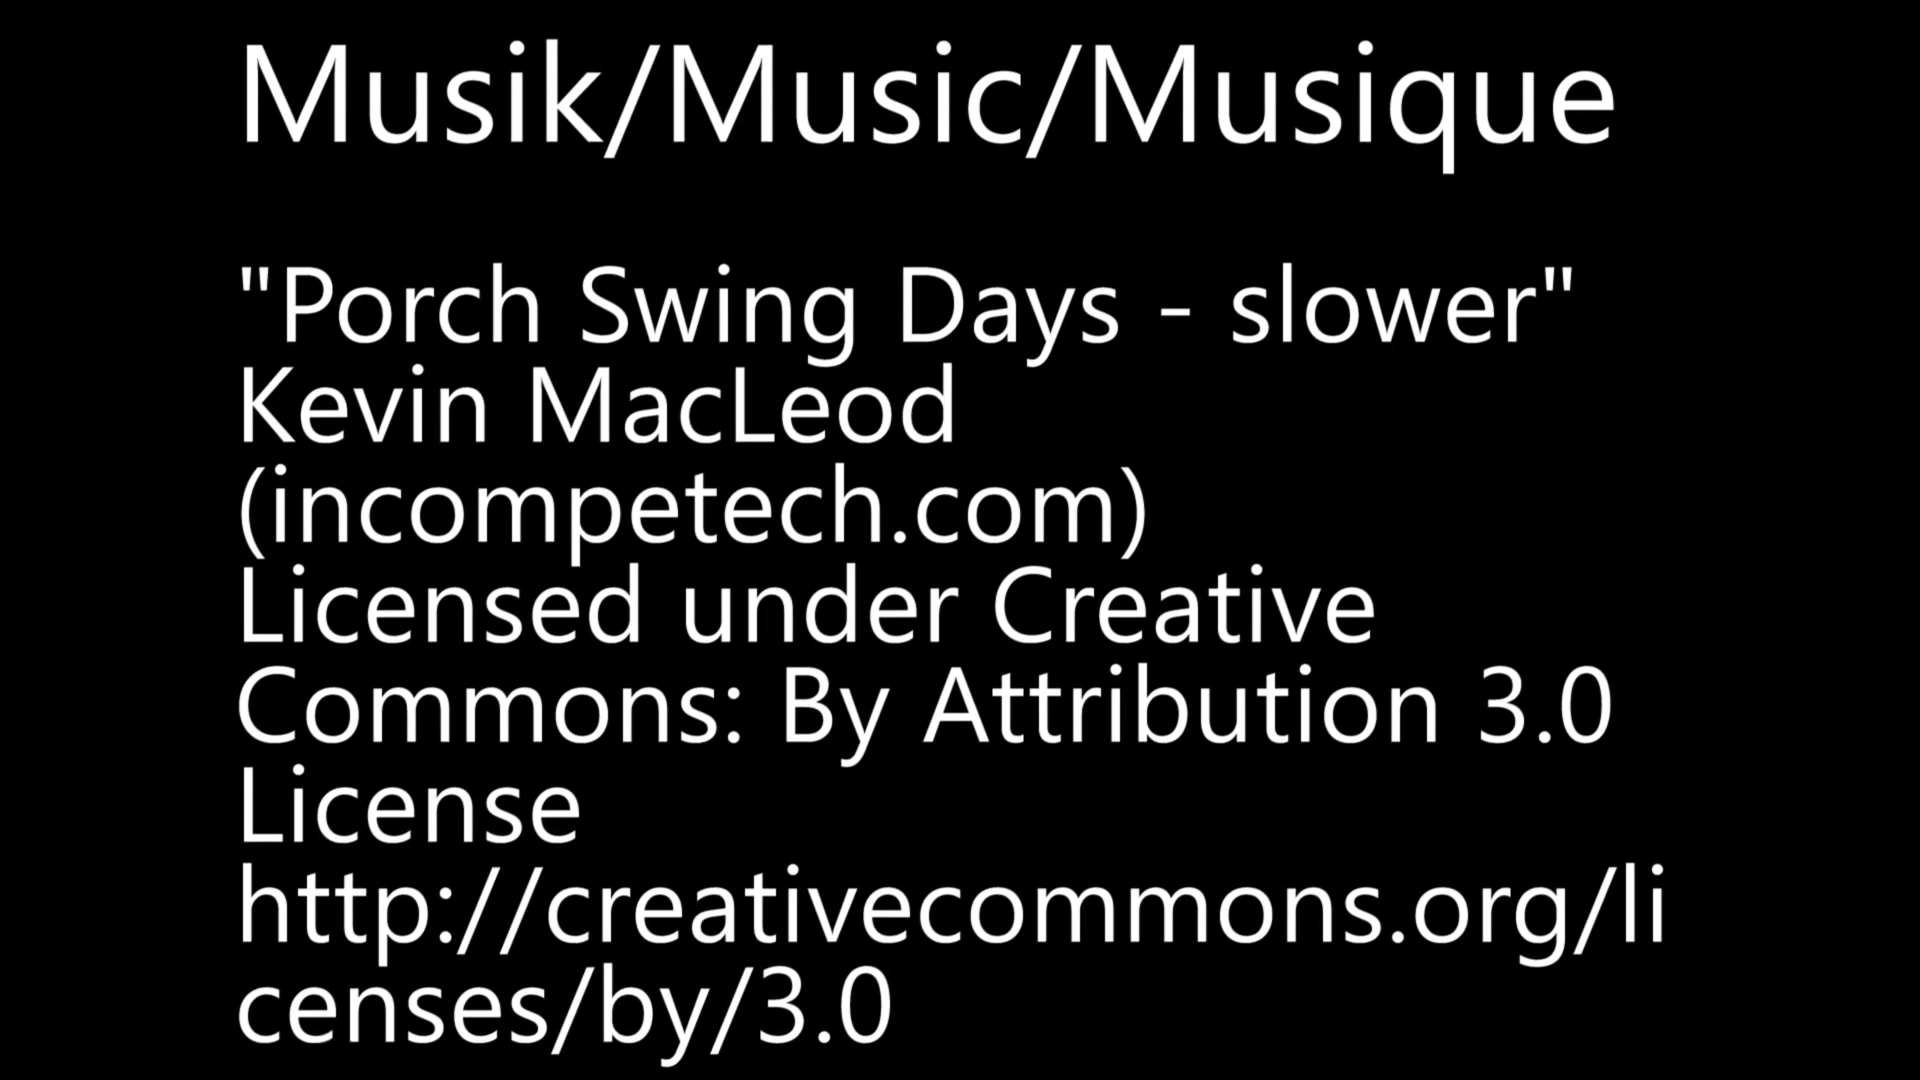 Musik/Music/Musique
"Porch Swing Days - slower"
Kevin MacLeod
(incompetech.com)
Licensed under Creative
Commons: By Attribution 3.0
License
http://creativecommons.org/li
censes/by/3.0